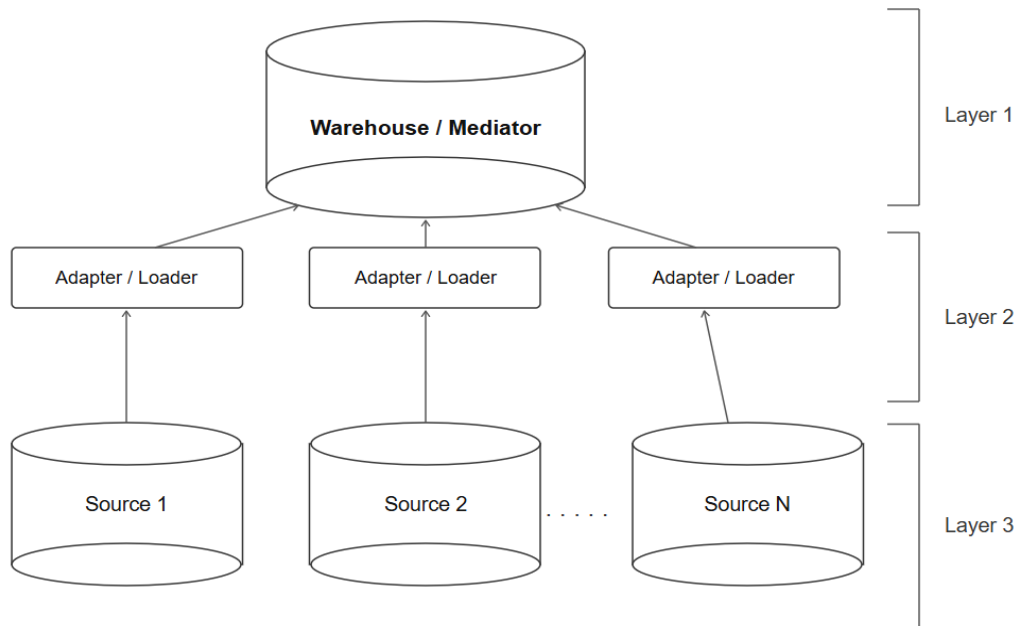 Warehouse / Mediator
Layer 1
Adapter / Loader
Adapter / Loader
Adapter / Loader
Layer 2
Source 1
Source 2
. . . . .
Source N
Layer 3